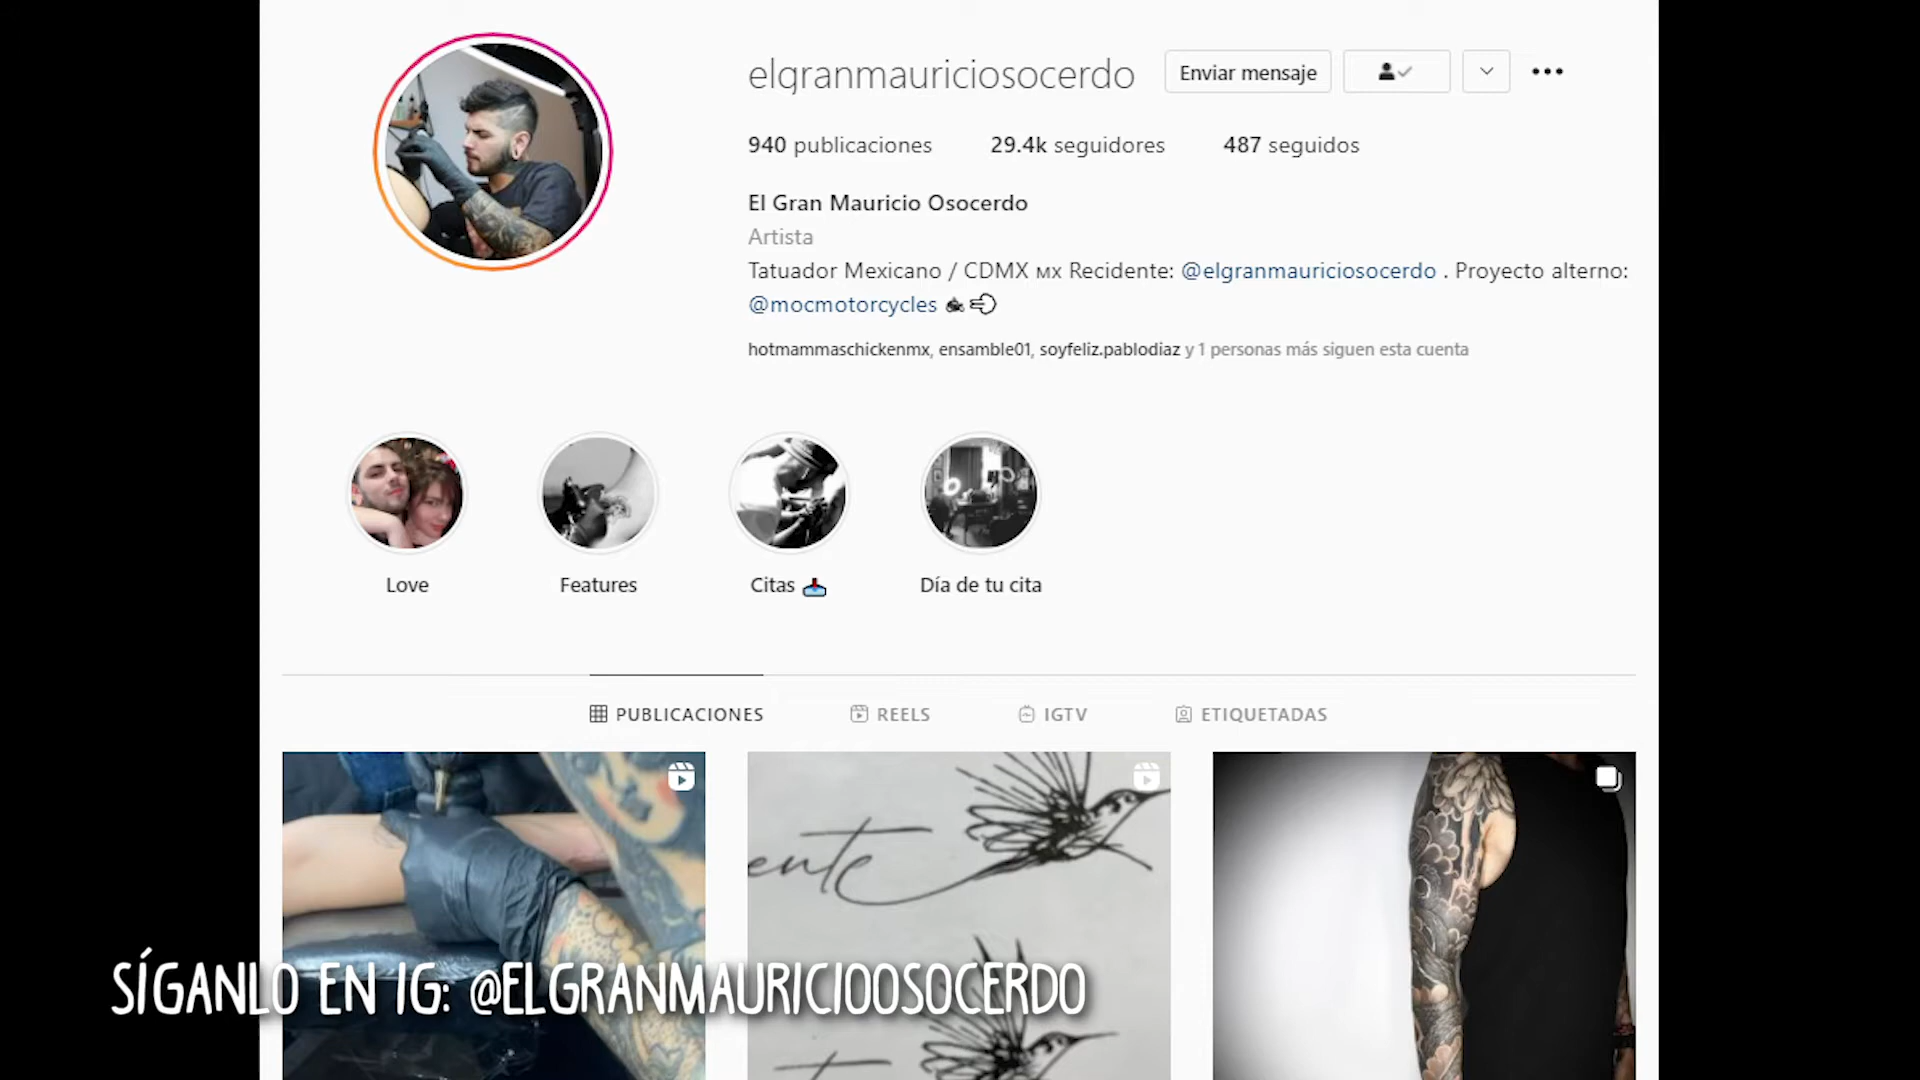 elgranmauriciosocerdo Enviar mensaje
940 publicaciones 29.4k seguidores 487 seguidos
El Gran Mauricio Osocerdo
Artista
Tatuador Mexicano / CDMX MX Recidente: @elgranmauriciosocerdo . Proyecto alterno:
@mocmotorcycles
hotmammaschickenmx, ensamble01, soyfeliz.pablodiaz y 1 personas más siguen esta cuenta
Love Features Citas Día de tu cita
PUBLICACIONES REELS IGTV ETIQUETADAS
ente
SÍGANLO EN IG: @ELGRANMAURICIOOSOCERDO
te